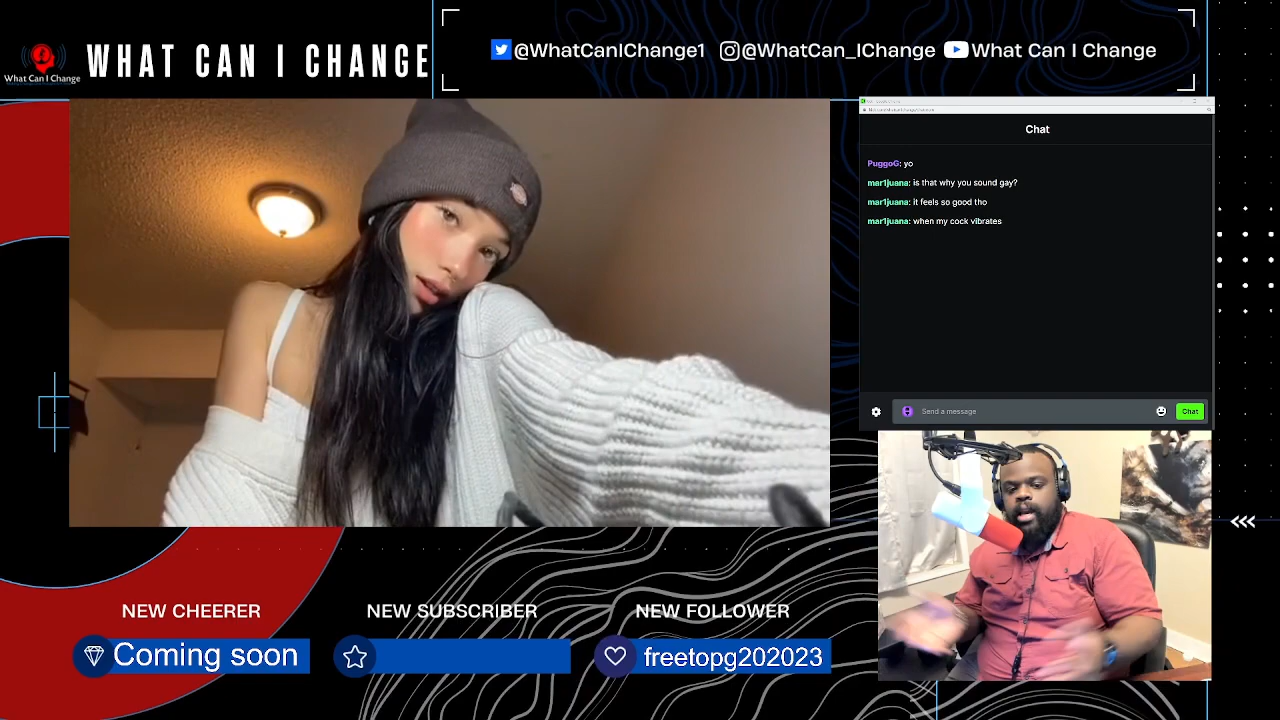 What Can I Change
WHAT CAN I CHANGE
@WhatCanIChange1
@WhatCan_IChange
What Can I Change
Chat
PuggoG: yo
mar1juana: is that why you sound gay?
mar1juana: it feels so good tho
mar1juana: when my cock vibrates
Send a message
Chat
NEW CHEERER
NEW SUBSCRIBER
NEW FOLLOWER
Coming soon
freetopg202023